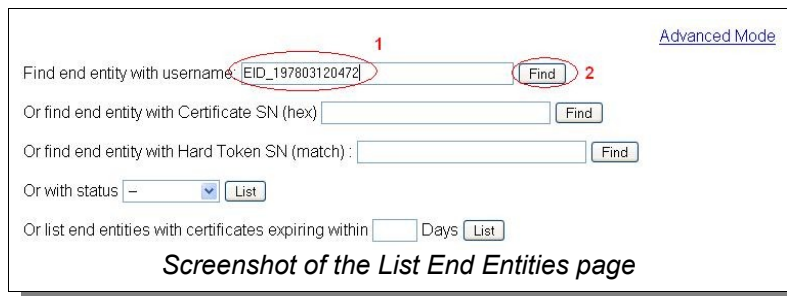 Advanced Mode
1
Find end entity with username: EID_197803120472 Find 2
Or find end entity with Certificate SN (hex) Find
Or find end entity with Hard Token SN (match) : Find
Or with status – List
Or list end entities with certificates expiring within Days List
Screenshot of the List End Entities page